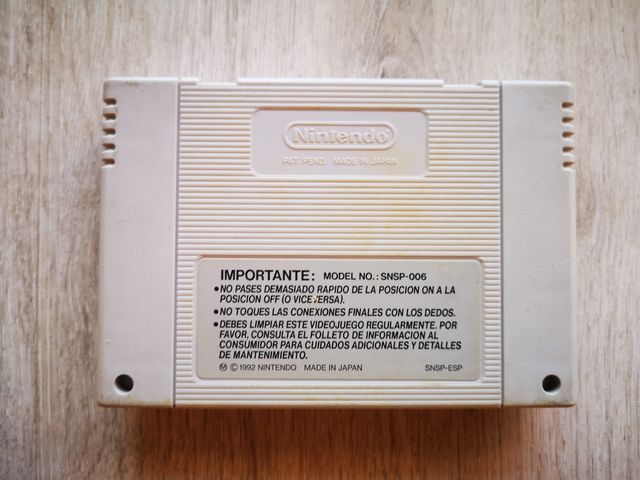 Nintendo
PAT. PEND. MADE IN JAPAN
IMPORTANTE: MODEL NO.: SNSP-006
•NO PASES DEMASIADO RAPIDO DE LA POSICION ON A LA
POSICION OFF (O VICEVERSA).
•NO TOQUES LAS CONEXIONES FINALES CON LOS DEDOS.
•DEBES LIMPIAR ESTE VIDEOJUEGO REGULARMENTE. POR
FAVOR, CONSULTA EL FOLLETO DE INFORMACION AL
CONSUMIDOR PARA CUIDADOS ADICIONALES Y DETALLES
DE MANTENIMIENTO.
Ⓜ ©1992 NINTENDO MADE IN JAPAN SNSP-ESP